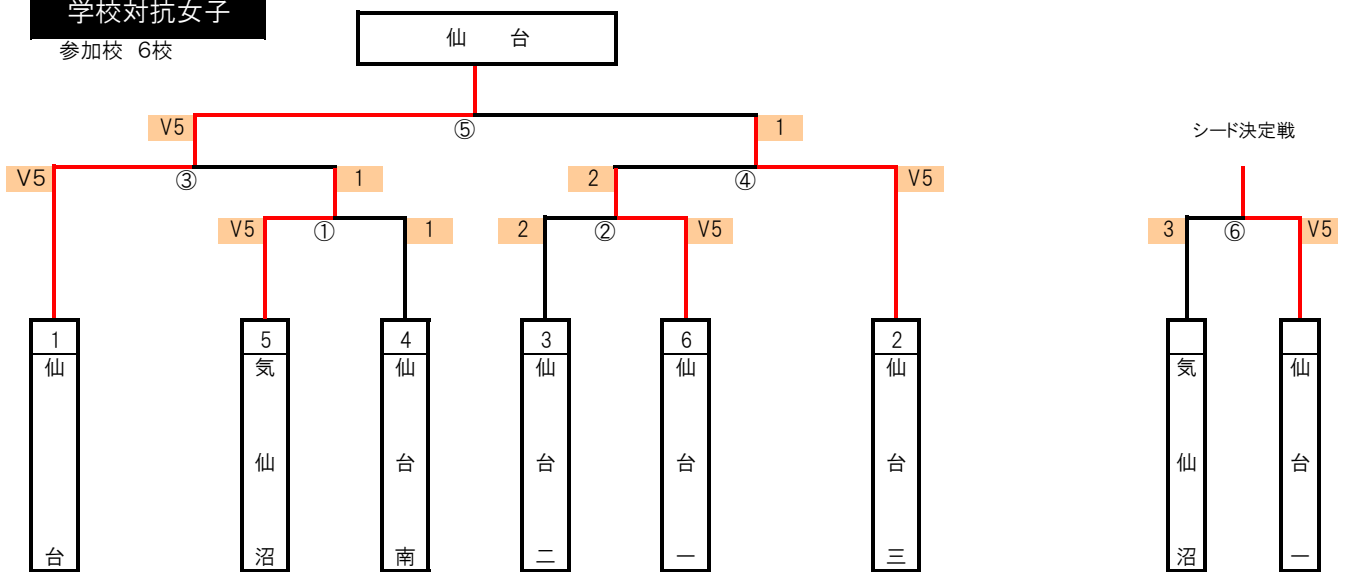 学校対抗女子
参加校 6校
仙 台
V5 ⑤ 1
シード決定戦
V5 ③ 1 2 ④ V5
V5 ① 1 2 ② V5 3 ⑥ V5
1 5 4 3 6 2
仙台
気仙沼
仙台南
仙台二
仙台一
仙台三
気仙沼
仙台一